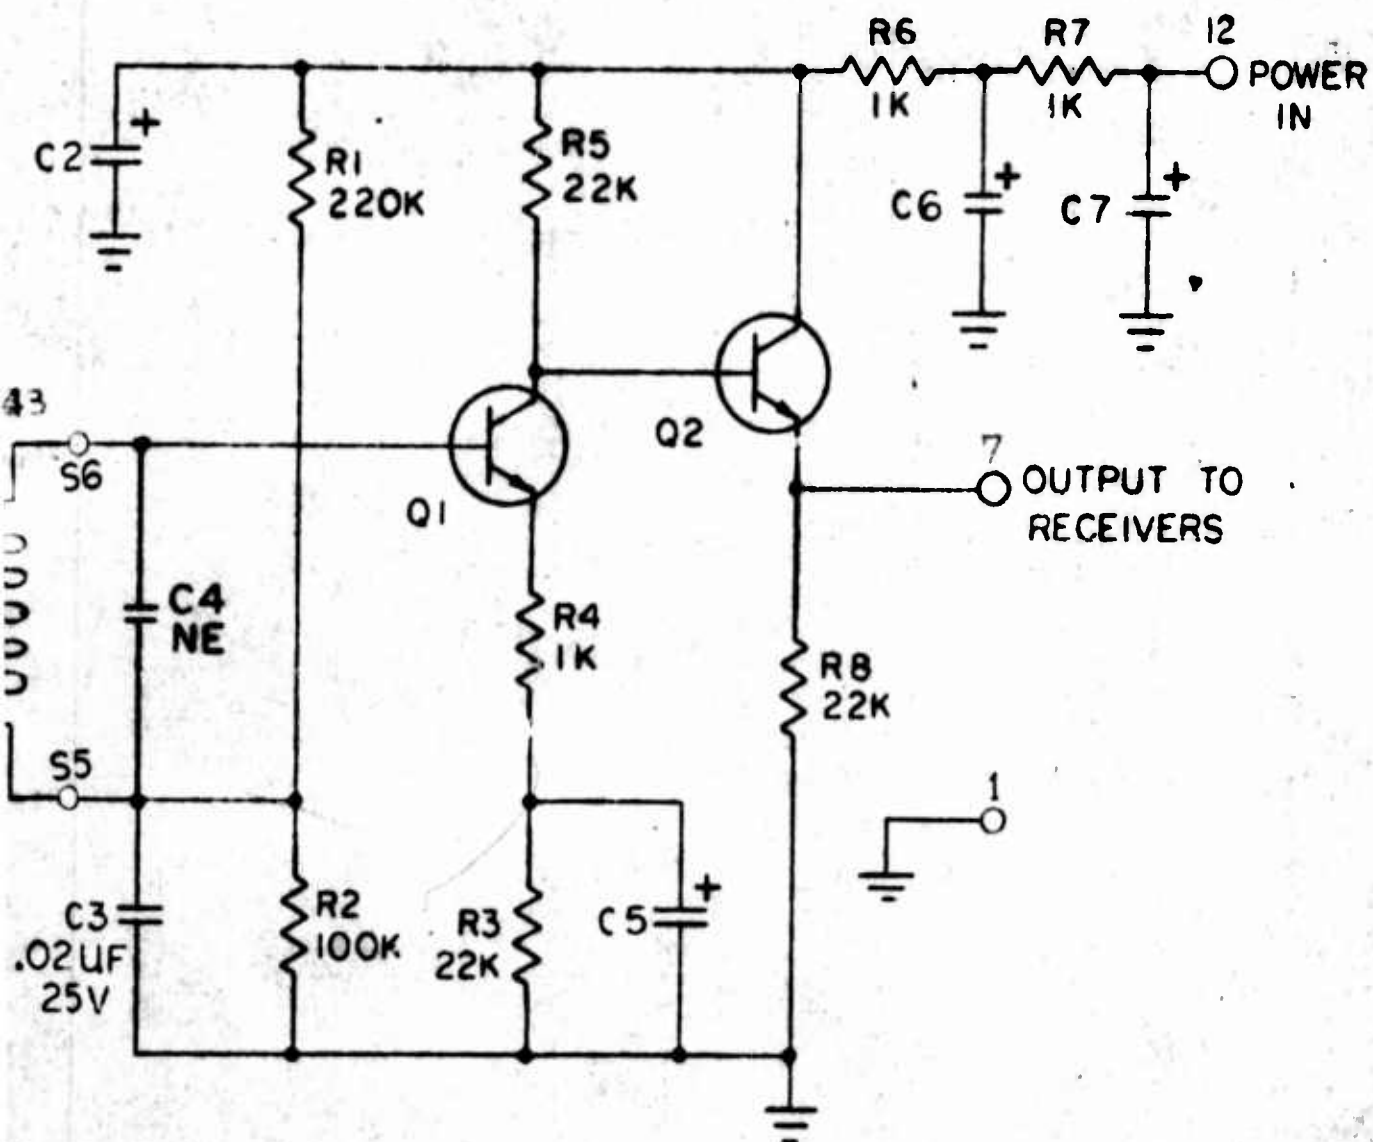 R6
1K
R7
1K
12
POWER
IN
C2
+
R1
220K
R5
22K
C6
+
C7
+
43
S6
Q1
Q2
7
OUTPUT TO
RECEIVERS
C4
NE
R4
1K
R8
22K
S5
1
C3
.02UF
25V
R2
100K
R3
22K
C5
+